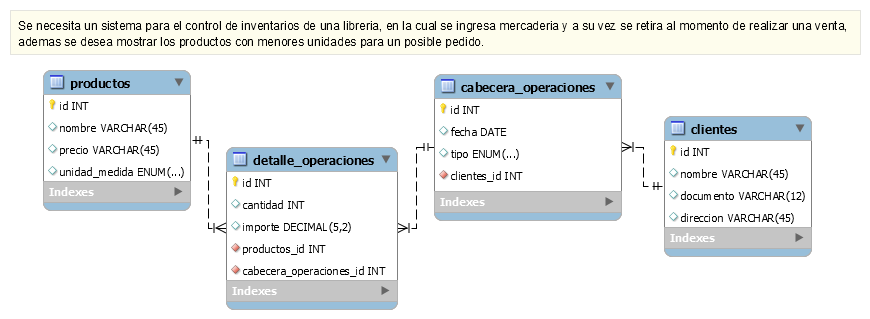 Se necesita un sistema para el control de inventarios de una libreria, en la cual se ingresa mercaderia y a su vez se retira al momento de realizar una venta,
ademas se desea mostrar los productos con menores unidades para un posible pedido.
productos
id INT
nombre VARCHAR(45)
precio VARCHAR(45)
unidad_medida ENUM(...)
Indexes
detalle_operaciones
id INT
cantidad INT
importe DECIMAL(5,2)
productos_id INT
cabecera_operaciones_id INT
Indexes
cabecera_operaciones
id INT
fecha DATE
tipo ENUM(...)
clientes_id INT
Indexes
clientes
id INT
nombre VARCHAR(45)
documento VARCHAR(12)
direccion VARCHAR(45)
Indexes